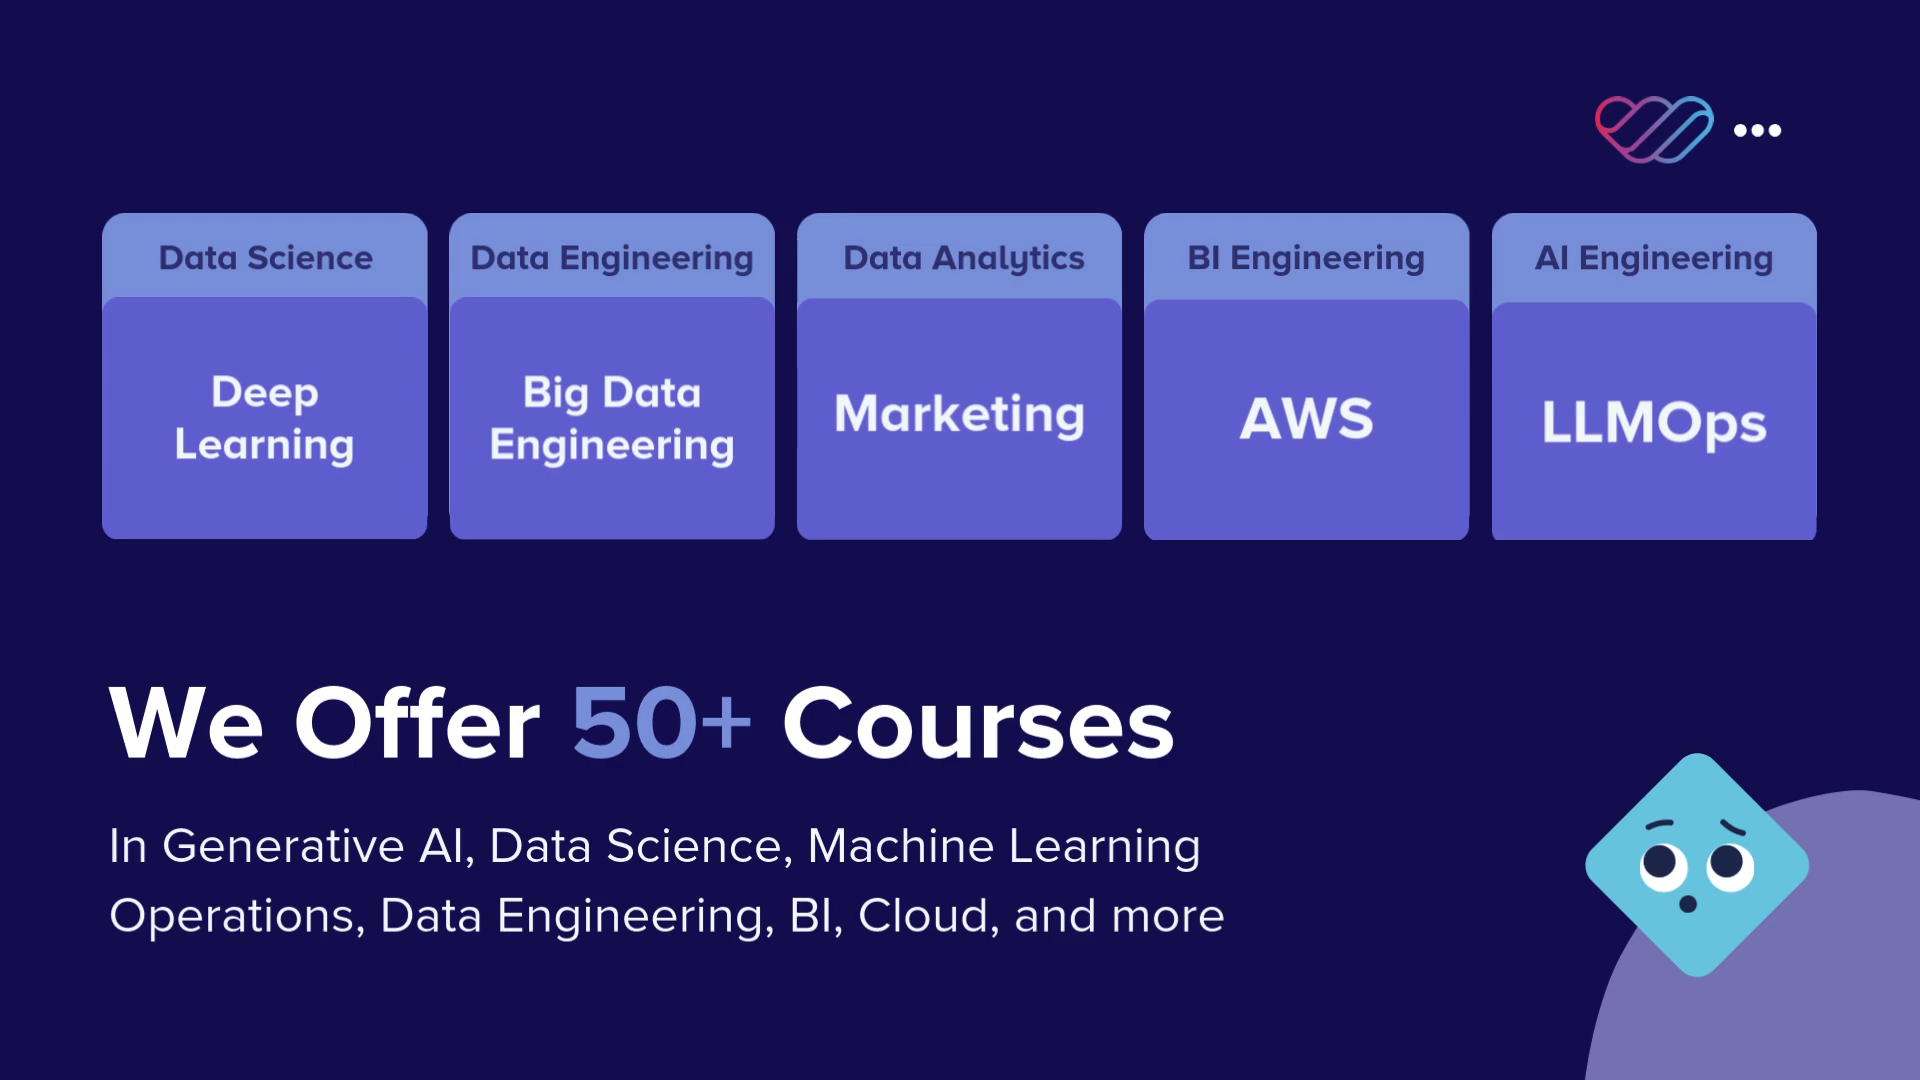 Data Science
Data Engineering
Data Analytics
BI Engineering
AI Engineering
Deep
Learning
Big Data
Engineering
Marketing
AWS
LLMOps
We Offer 50+ Courses
In Generative AI, Data Science, Machine Learning
Operations, Data Engineering, BI, Cloud, and more